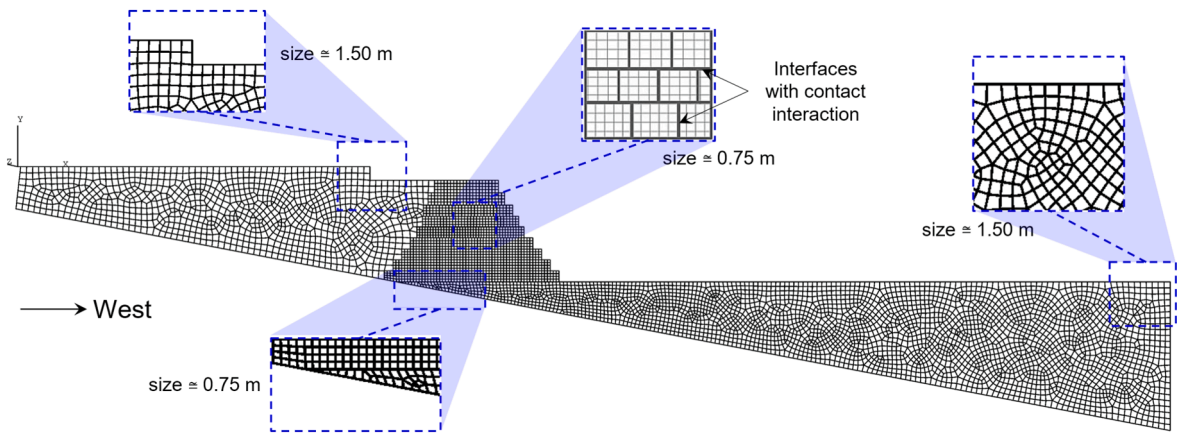 size ≃ 1.50 m
Interfaces
with contact
interaction
size ≃ 0.75 m
Y
Z
X
size ≃ 1.50 m
West
size ≃ 0.75 m